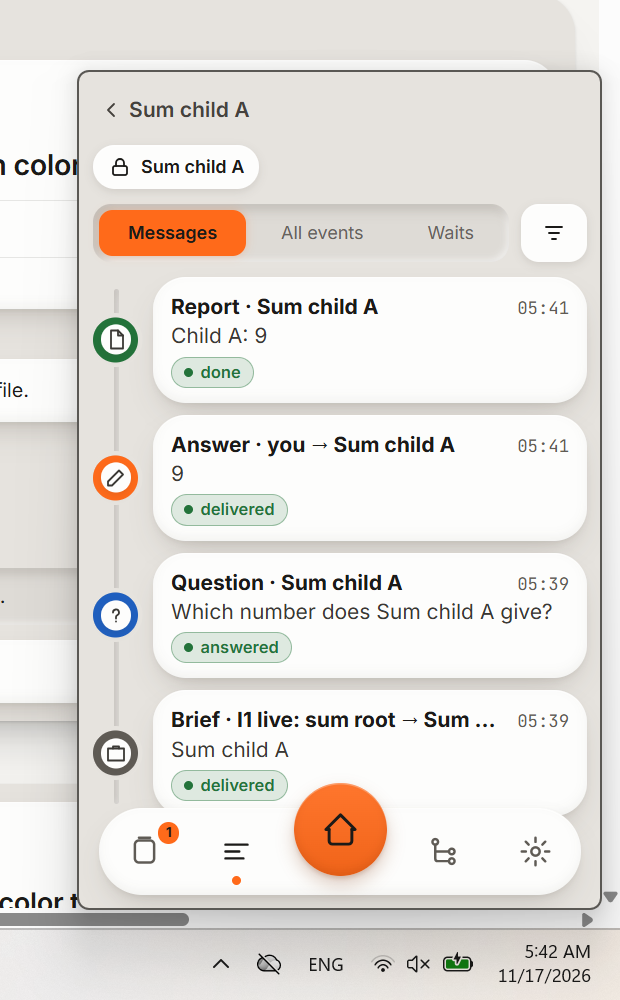 Sum child A
Sum child A
Messages All events Waits
Report · Sum child A 05:41
Child A: 9
done
Answer · you → Sum child A 05:41
9
delivered
Question · Sum child A 05:39
Which number does Sum child A give?
answered
Brief · I1 live: sum root → Sum ... 05:39
Sum child A
delivered
1
color
file.
color t
ENG
5:42 AM
11/17/2026